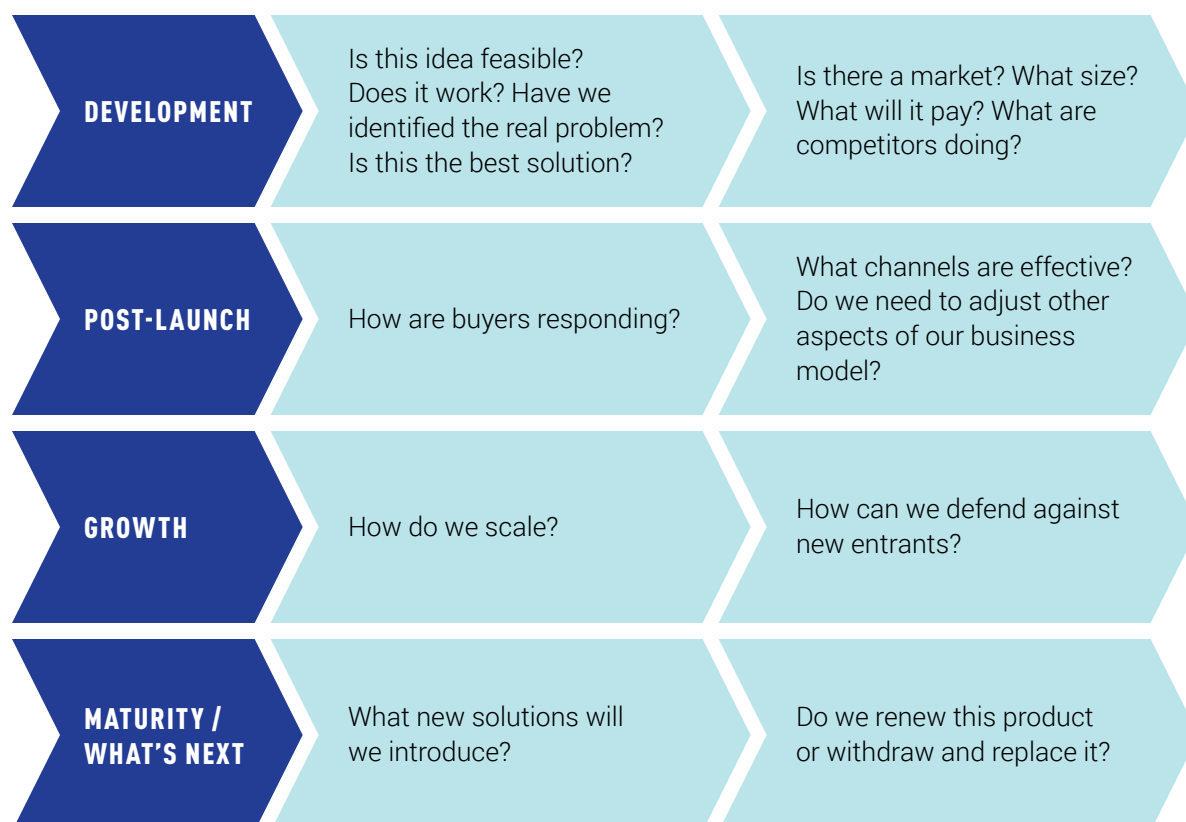 DEVELOPMENT
Is this idea feasible?
Does it work? Have we
identified the real problem?
Is this the best solution?
Is there a market? What size?
What will it pay? What are
competitors doing?
POST-LAUNCH
How are buyers responding?
What channels are effective?
Do we need to adjust other
aspects of our business
model?
GROWTH
How do we scale?
How can we defend against
new entrants?
MATURITY /
WHAT'S NEXT
What new solutions will
we introduce?
Do we renew this product
or withdraw and replace it?